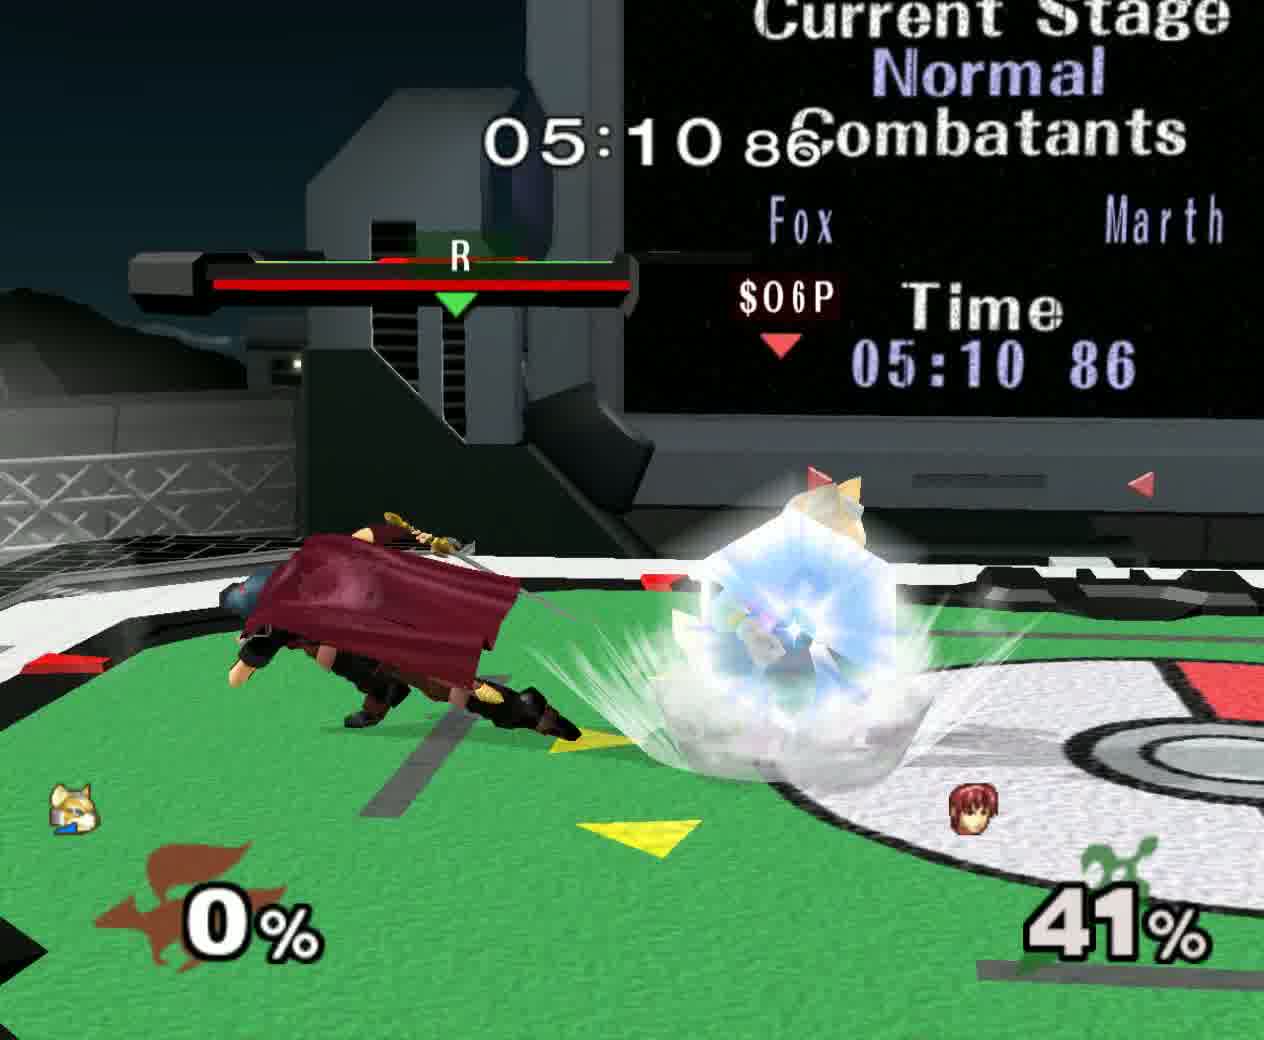 Current Stage
Normal
05:10 86
Combatants
Fox Marth
R
$06P
Time
05:10 86
0%
41%